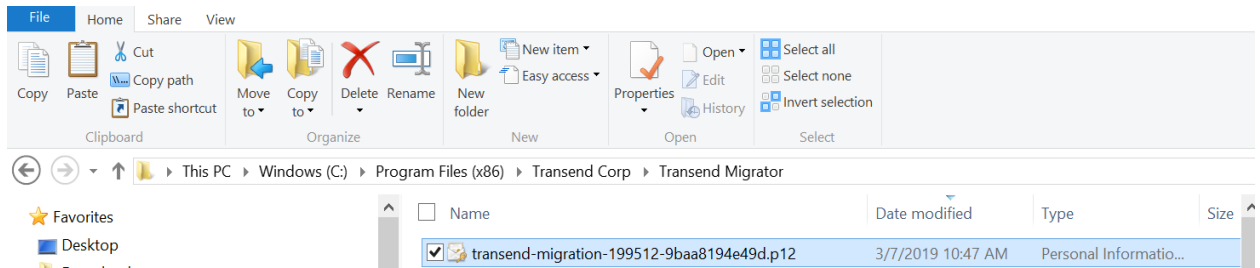 File Home Share View
Cut
Copy path
Paste shortcut
Copy Paste
Clipboard
Move to Copy to Delete Rename
Organize
New folder
New item
Easy access
New
Properties
Open
Edit
History
Open
Select all
Select none
Invert selection
Select
This PC Windows (C:) Program Files (x86) Transend Corp Transend Migrator
Favorites
Desktop
Name Date modified Type Size
transend-migration-199512-9baa8194e49d.p12 3/7/2019 10:47 AM Personal Informatio...